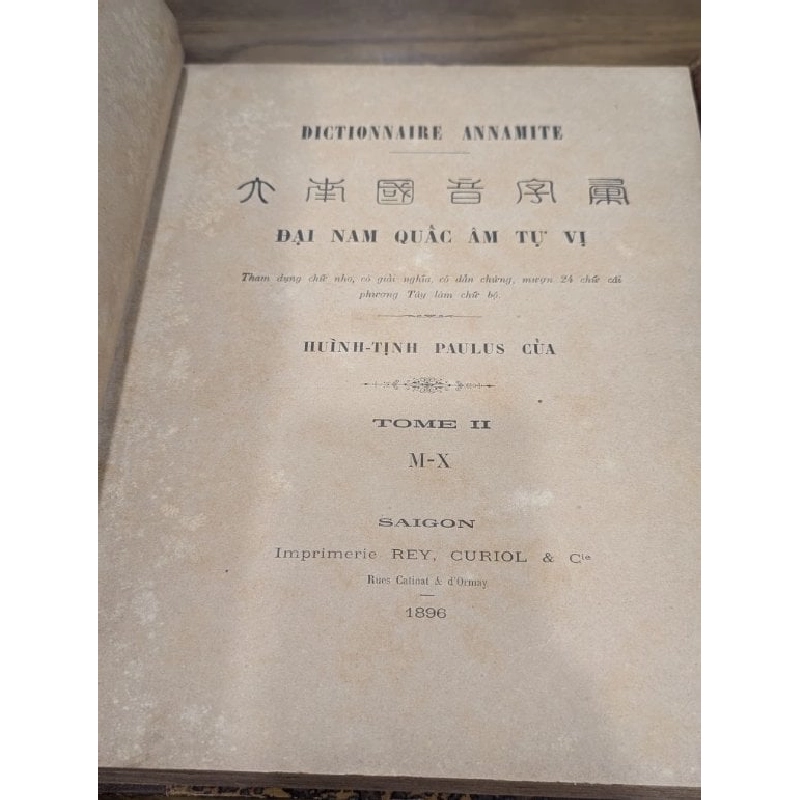 DICTIONNAIRE ANNAMITE
大南國音字彙
ĐẠI NAM QUẤC ÂM TỰ VỊ
Tham dụng chữ nho, có giải nghĩa, có dẫn chứng, mượn 24 chữ cái
phương Tây làm chữ bộ.
HUÌNH-TỊNH PAULUS CỦA
TOME II
M-X
SAIGON
Imprimerie REY, CURIOL & Cie
Rues Catinat & d'Ormay
1896